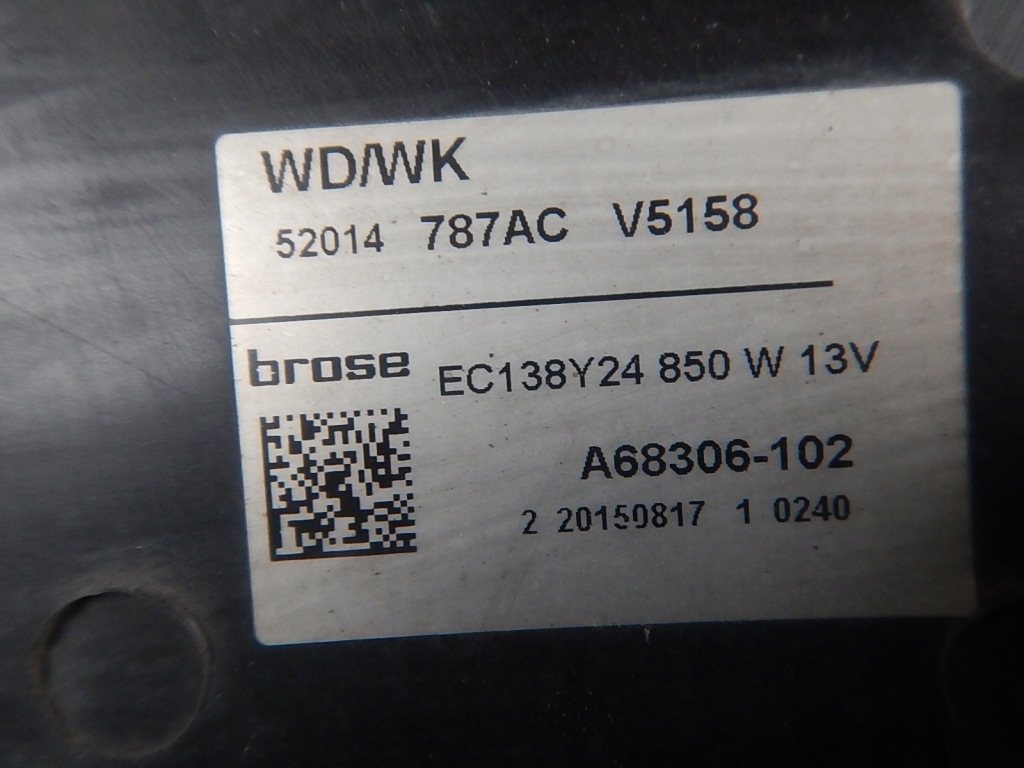 WD/WK
52014 787AC V5158
brose EC138Y24 850 W 13V
A68306-102
2 20150817 1 0240